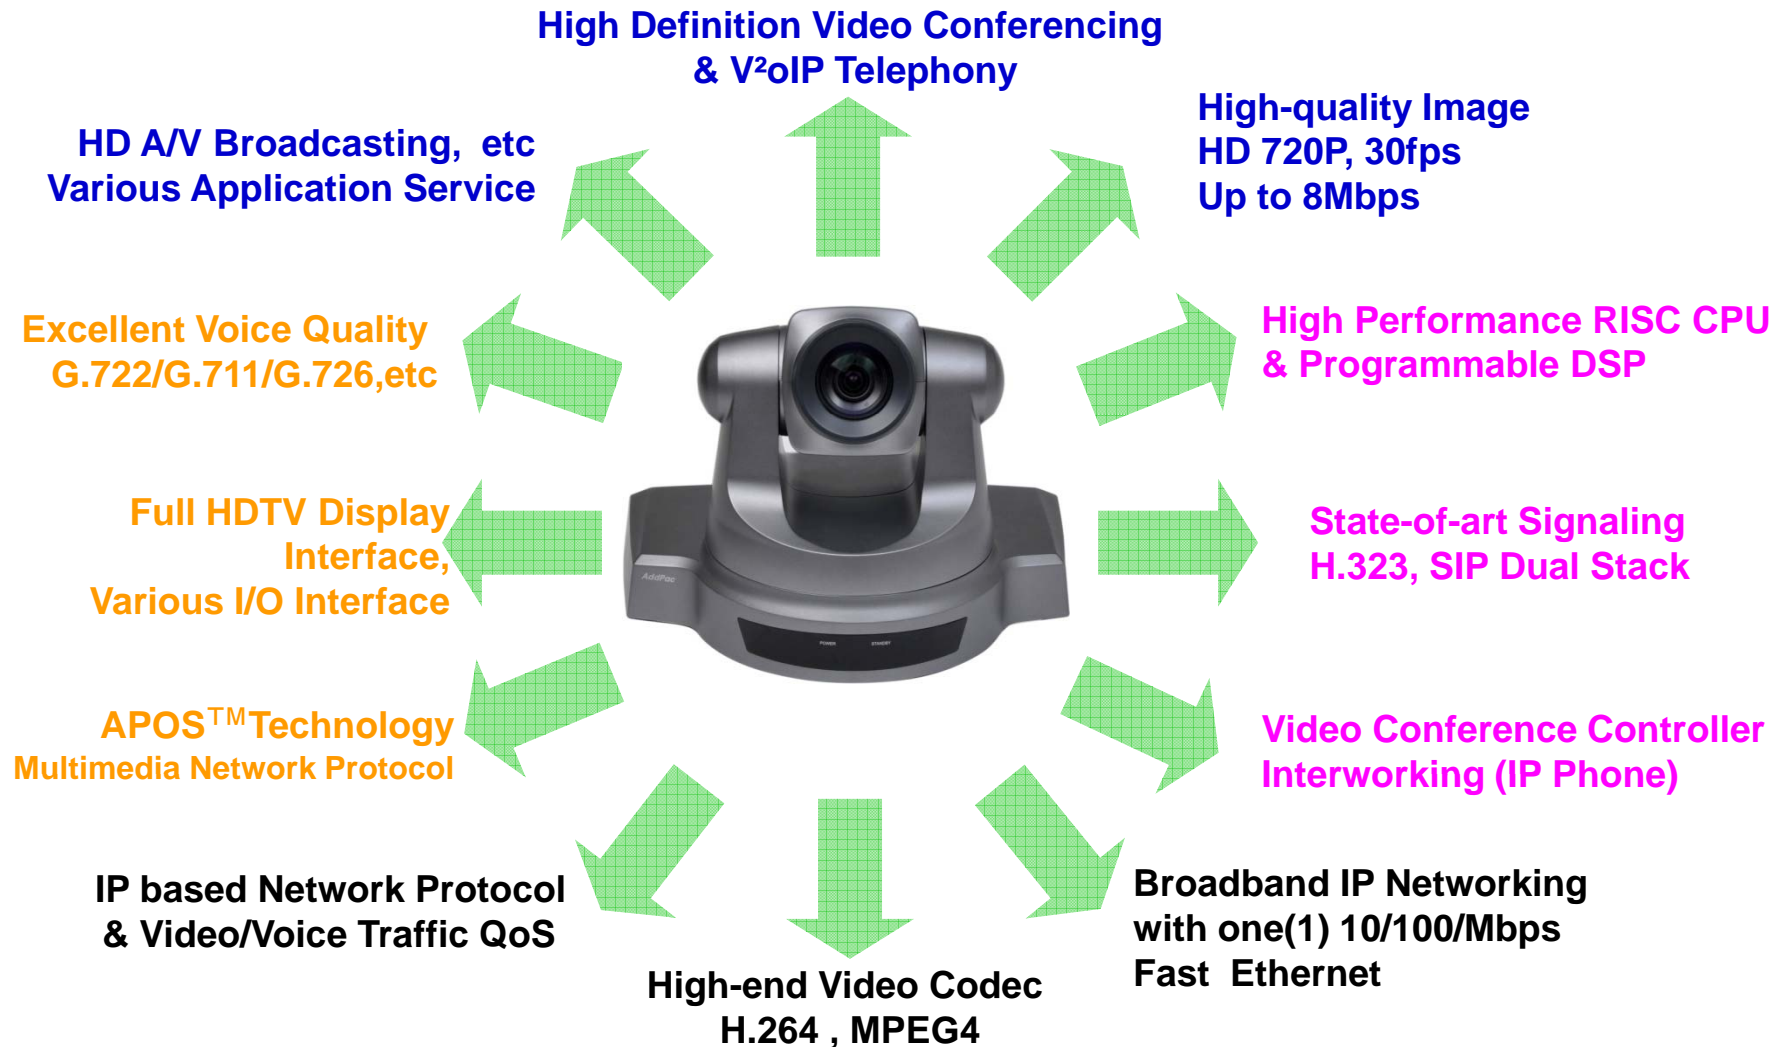 High Definition Video Conferencing
& V²oIP Telephony
High-quality Image
HD 720P, 30fps
Up to 8Mbps
HD A/V Broadcasting, etc
Various Application Service
Excellent Voice Quality
G.722/G.711/G.726,etc
High Performance RISC CPU
& Programmable DSP
Full HDTV Display
Interface,
Various I/O Interface
State-of-art Signaling
H.323, SIP Dual Stack
AddPac
POWER STANDBY
APOS™Technology
Multimedia Network Protocol
Video Conference Controller
Interworking (IP Phone)
IP based Network Protocol
& Video/Voice Traffic QoS
Broadband IP Networking
with one(1) 10/100/Mbps
Fast Ethernet
High-end Video Codec
H.264 , MPEG4